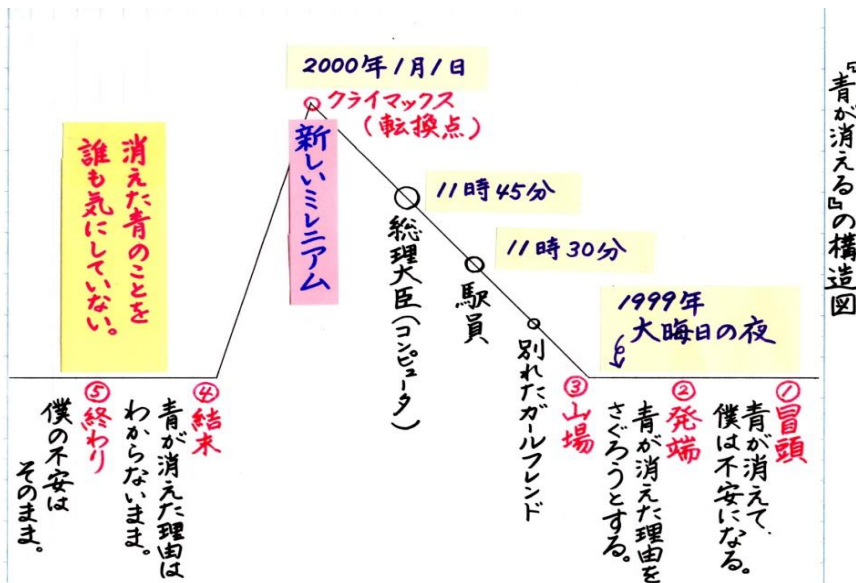 『青が消える』の構造図
①冒頭
青が消えて、
僕は不安になる。
②発端
青が消えた理由を
さぐろうとする。
1999年
大晦日の夜
③山場
別れたガールフレンド
駅員
11時30分
総理大臣(コンピュータ)
11時45分
2000年1月1日
クライマックス
(転換点)
新しいミレニアム
④結末
青が消えた理由は
わからないまま。
⑤終わり
僕の不安は
そのまま。
消えた青のことを
誰も気にしていない。